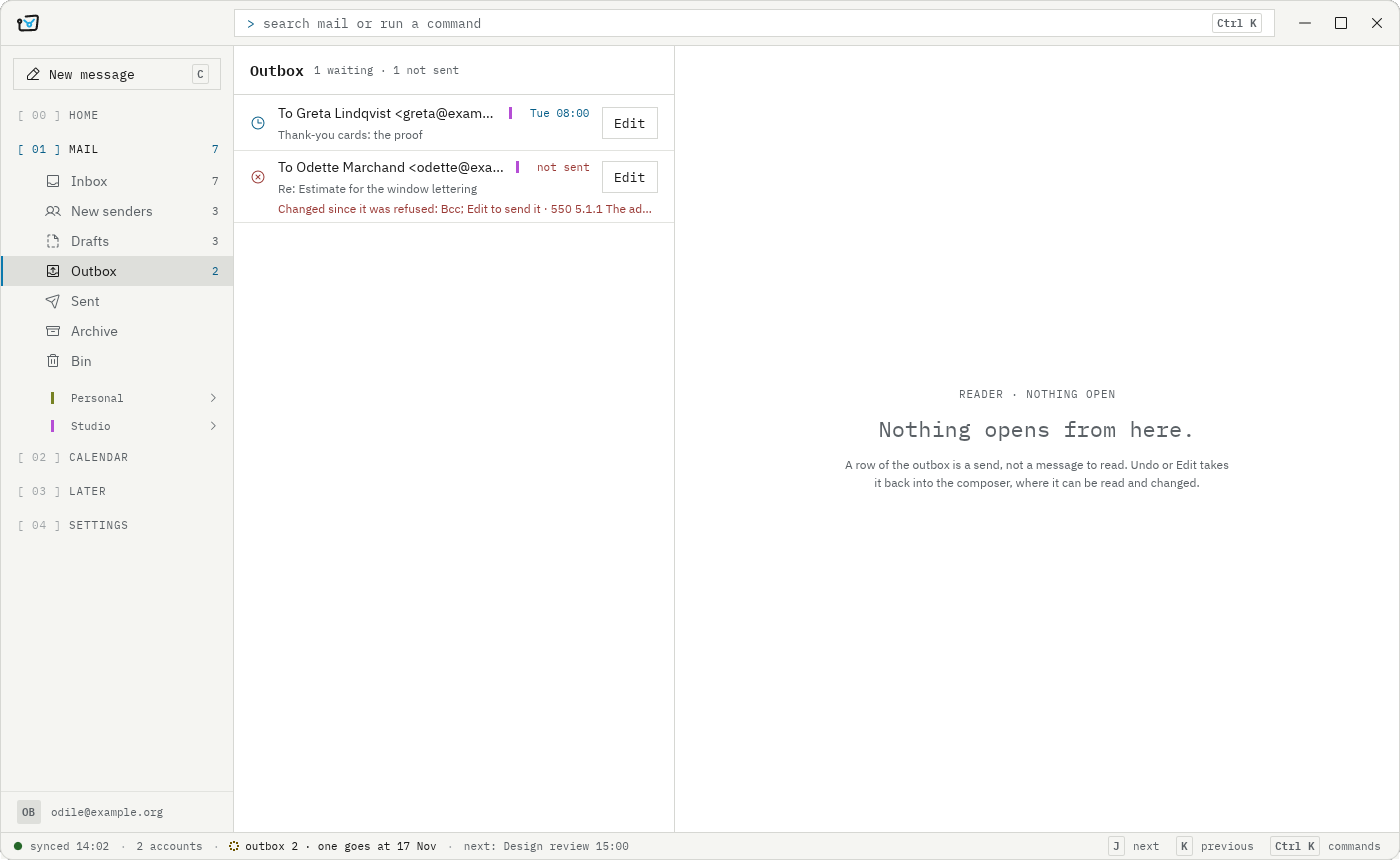 > search mail or run a command Ctrl K
New message C
[ 00 ] HOME
[ 01 ] MAIL 7
Inbox 7
New senders 3
Drafts 3
Outbox 2
Sent
Archive
Bin
Personal
Studio
[ 02 ] CALENDAR
[ 03 ] LATER
[ 04 ] SETTINGS
OB odile@example.org
Outbox 1 waiting · 1 not sent
To Greta Lindqvist <greta@exam... Tue 08:00 Edit
Thank-you cards: the proof
To Odette Marchand <odette@exa... not sent Edit
Re: Estimate for the window lettering
Changed since it was refused: Bcc; Edit to send it · 550 5.1.1 The ad...
READER · NOTHING OPEN
Nothing opens from here.
A row of the outbox is a send, not a message to read. Undo or Edit takes
it back into the composer, where it can be read and changed.
synced 14:02 · 2 accounts · outbox 2 · one goes at 17 Nov · next: Design review 15:00
J next K previous Ctrl K commands